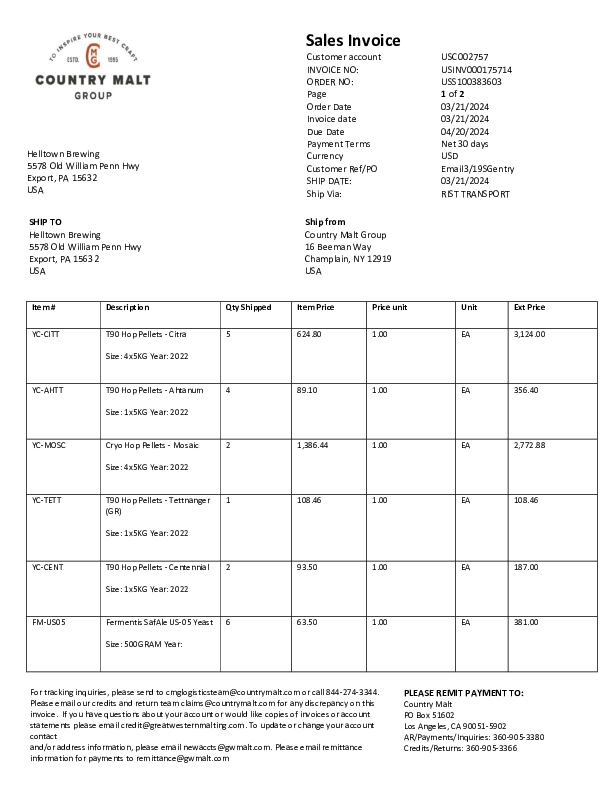 TO INSPIRE YOUR BEST CRAFT
ESTD. CMG 1995
COUNTRY MALT
GROUP
Sales Invoice
Customer account USC002757
INVOICE NO: USINV000175714
ORDER NO: USS100383603
Page 1 of 2
Order Date 03/21/2024
Invoice date 03/21/2024
Due Date 04/20/2024
Payment Terms Net 30 days
Currency USD
Customer Ref/PO Email3/19SGentry
SHIP DATE: 03/21/2024
Ship Via: RIST TRANSPORT
Helltown Brewing
5578 Old William Penn Hwy
Export, PA 15632
USA
SHIP TO
Helltown Brewing
5578 Old William Penn Hwy
Export, PA 15632
USA
Ship from
Country Malt Group
16 Beeman Way
Champlain, NY 12919
USA
Item # Description Qty Shipped Item Price Price unit Unit Ext Price
YC-CITT T90 Hop Pellets - Citra 5 624.80 1.00 EA 3,124.00
Size: 4x5KG Year: 2022
YC-AHTT T90 Hop Pellets - Ahtanum 4 89.10 1.00 EA 356.40
Size: 1x5KG Year: 2022
YC-MOSC Cryo Hop Pellets - Mosaic 2 1,386.44 1.00 EA 2,772.88
Size: 4x5KG Year: 2022
YC-TETT T90 Hop Pellets - Tettnanger 1 108.46 1.00 EA 108.46
(GR)
Size: 1x5KG Year: 2022
YC-CENT T90 Hop Pellets - Centennial 2 93.50 1.00 EA 187.00
Size: 1x5KG Year: 2022
FM-US05 Fermentis SafAle US-05 Yeast 6 63.50 1.00 EA 381.00
Size: 500GRAM Year:
For tracking inquiries, please send to cmglogisticsteam@countrymalt.com or call 844-274-3344.
Please email our credits and return team claims@countrymalt.com for any discrepancy on this
invoice. If you have questions about your account or would like copies of invoices or account
statements please email credit@greatwesternmalting.com. To update or change your account
contact
and/or address information, please email newaccts@gwmalt.com. Please email remittance
information for payments to remittance@gwmalt.com
PLEASE REMIT PAYMENT TO:
Country Malt
PO Box 51602
Los Angeles, CA 90051-5902
AR/Payments/Inquiries: 360-905-3380
Credits/Returns: 360-905-3366